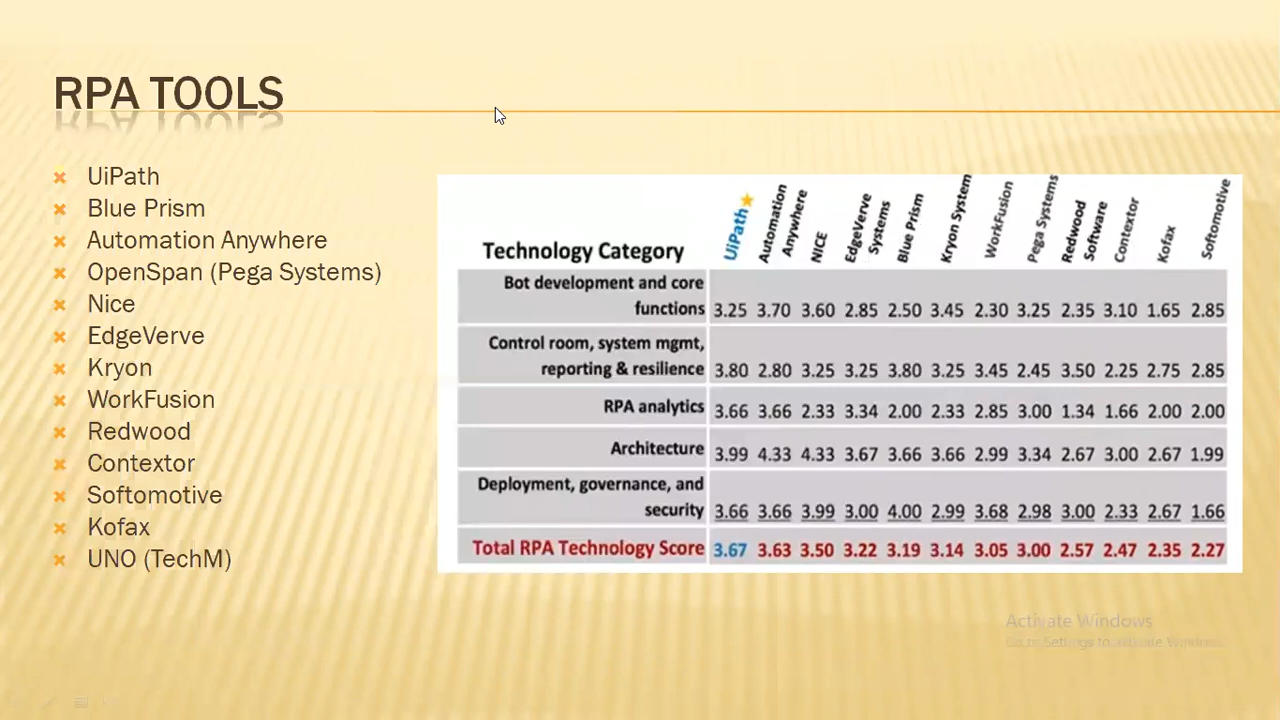 RPA TOOLS
UiPath
Blue Prism
Automation Anywhere
OpenSpan (Pega Systems)
Nice
EdgeVerve
Kryon
WorkFusion
Redwood
Contextor
Softomotive
Kofax
UNO (TechM)
Technology Category
UiPath
Automation
Anywhere
NICE
EdgeVerve
Systems
Blue Prism
Kryon System
WorkFusion
Pega Systems
Redwood
Software
Contextor
Kofax
Softomotive
Bot development and core
functions 3.25 3.70 3.60 2.85 2.50 3.45 2.30 3.25 2.35 3.10 1.65 2.85
Control room, system mgmt,
reporting & resilience 3.80 2.80 3.25 3.25 3.80 3.25 3.45 2.45 3.50 2.25 2.75 2.85
RPA analytics 3.66 3.66 2.33 3.34 2.00 2.33 2.85 3.00 1.34 1.66 2.00 2.00
Architecture 3.99 4.33 4.33 3.67 3.66 3.66 2.99 3.34 2.67 3.00 2.67 1.99
Deployment, governance, and
security 3.66 3.66 3.99 3.00 4.00 2.99 3.68 2.98 3.00 2.33 2.67 1.66
Total RPA Technology Score 3.67 3.63 3.50 3.22 3.19 3.14 3.05 3.00 2.57 2.47 2.35 2.27
Activate Windows
Go to Settings to activate Windows.